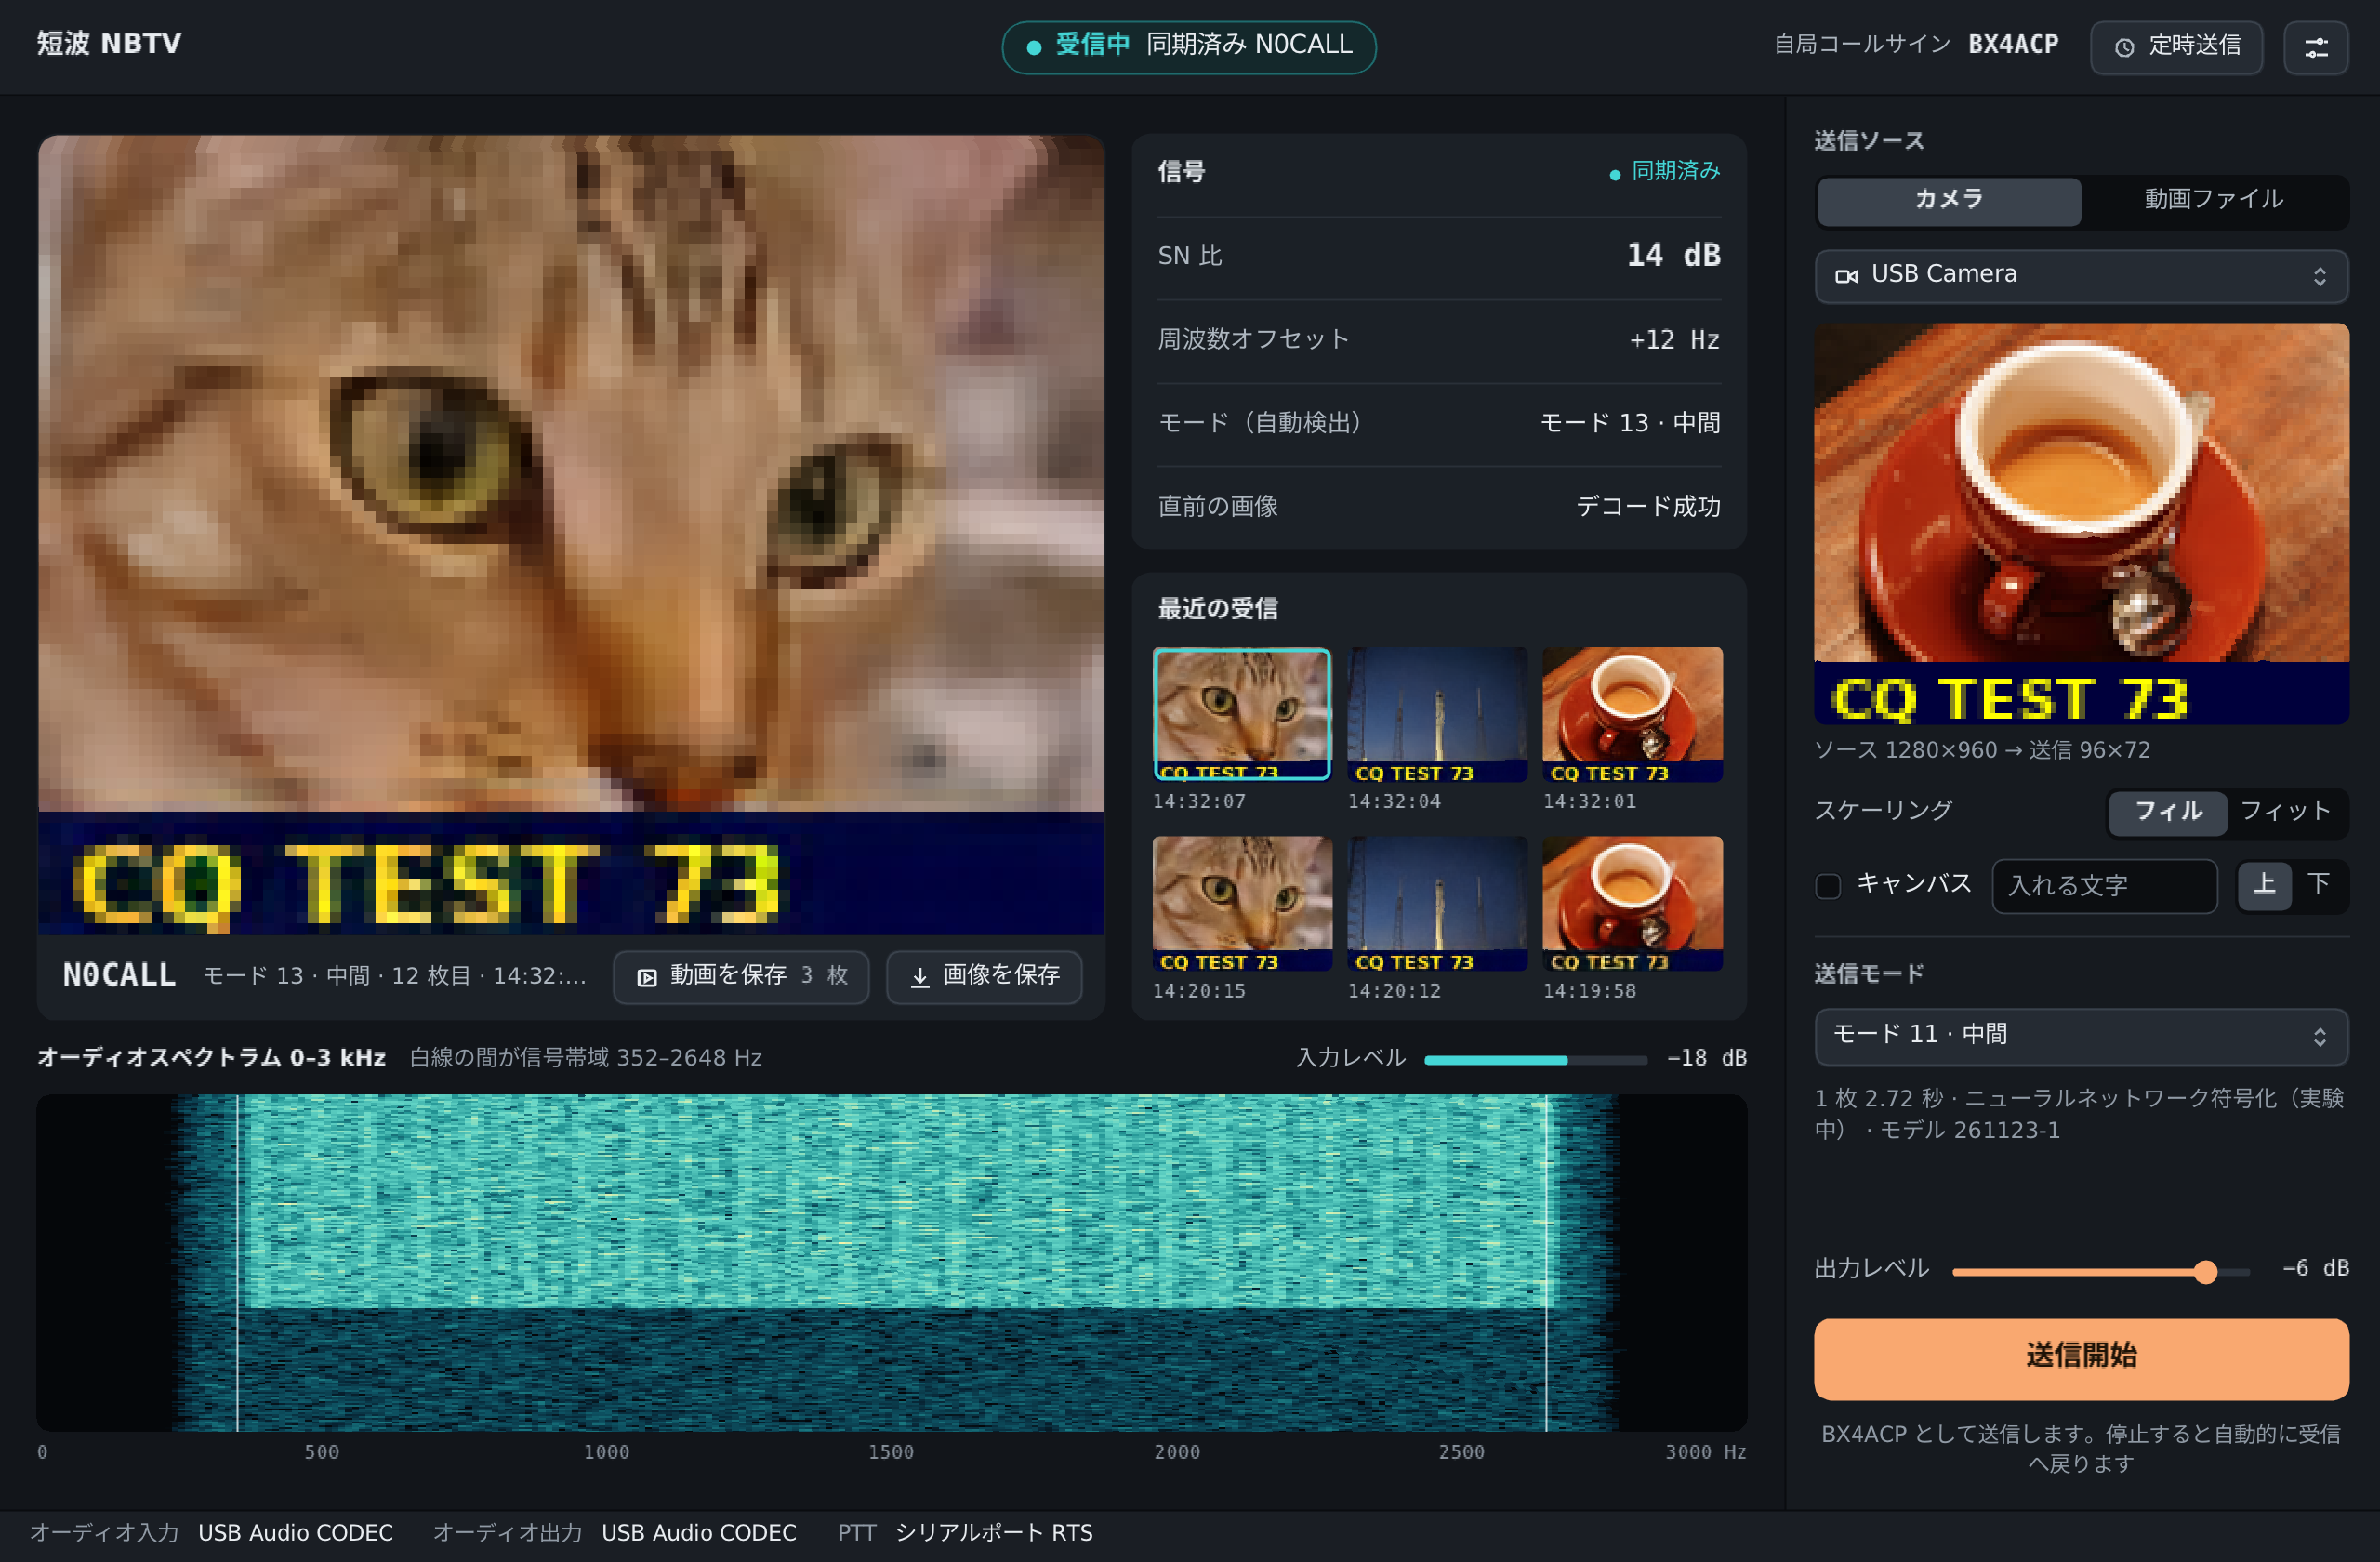 短波 NBTV
受信中 同期済み N0CALL
自局コールサイン BX4ACP
定時送信
CQ TEST 73
N0CALL モード 13 · 中間 · 12 枚目 · 14:32:…
動画を保存 3 枚
画像を保存
信号
同期済み
SN 比 14 dB
周波数オフセット +12 Hz
モード（自動検出） モード 13 · 中間
直前の画像 デコード成功
最近の受信
CQ TEST 73
CQ TEST 73
CQ TEST 73
14:32:07 14:32:04 14:32:01
CQ TEST 73
CQ TEST 73
CQ TEST 73
14:20:15 14:20:12 14:19:58
オーディオスペクトラム 0–3 kHz 白線の間が信号帯域 352–2648 Hz
入力レベル −18 dB
0 500 1000 1500 2000 2500 3000 Hz
送信ソース
カメラ 動画ファイル
USB Camera
CQ TEST 73
ソース 1280×960 → 送信 96×72
スケーリング フィル フィット
キャンバス 入れる文字 上 下
送信モード
モード 11 · 中間
1 枚 2.72 秒 · ニューラルネットワーク符号化（実験
中） · モデル 261123-1
出力レベル −6 dB
送信開始
BX4ACP として送信します。停止すると自動的に受信
へ戻ります
オーディオ入力 USB Audio CODEC オーディオ出力 USB Audio CODEC PTT シリアルポート RTS